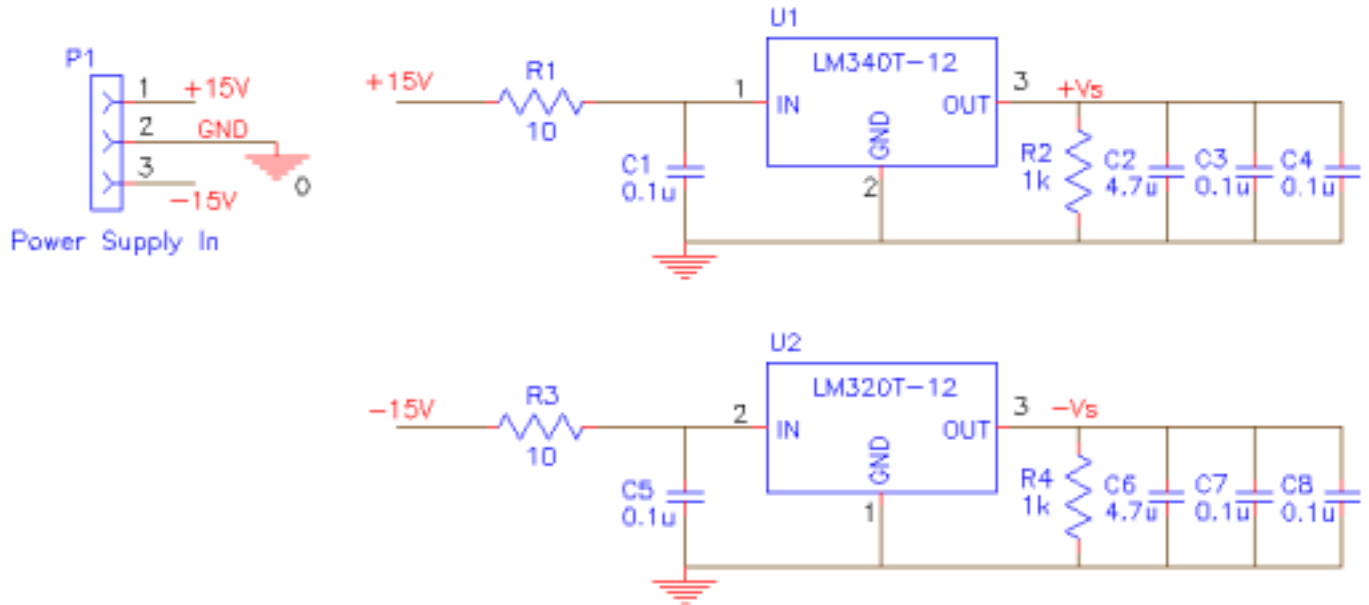 P1
1 +15V
2 GND
3
-15V
0
Power Supply In
+15V
R1
10
C1
0.1u
U1
LM340T-12
1 IN
OUT 3
GND
2
+Vs
R2
1k
C2
4.7u
C3
0.1u
C4
0.1u
-15V
R3
10
C5
0.1u
U2
LM320T-12
2 IN
OUT 3
GND
1
-Vs
R4
1k
C6
4.7u
C7
0.1u
C8
0.1u